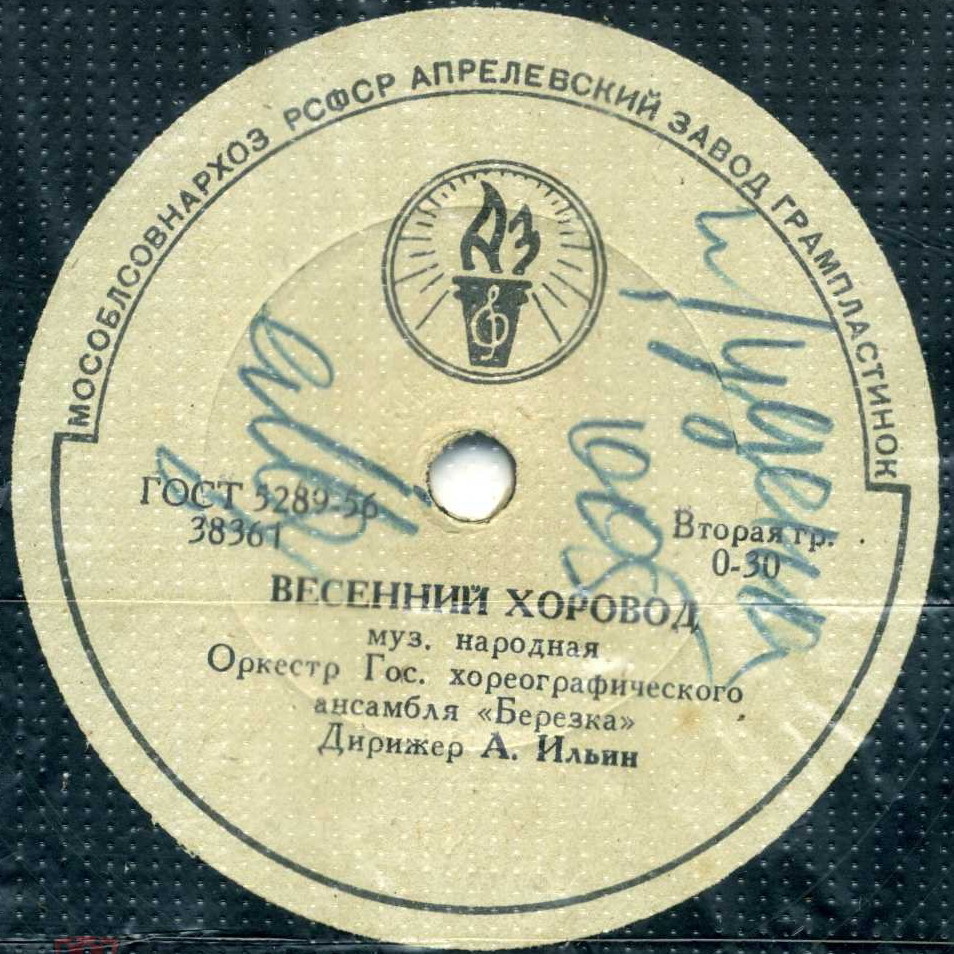 МОСОБЛСОВНАРХОЗ РСФСР АПРЕЛЕВСКИЙ ЗАВОД ГРАМПЛАСТИНОК
АЗ
ГОСТ 5289-56
38361
Вторая гр.
0-30
ВЕСЕННИЙ ХОРОВОД
муз. народная
Оркестр Гос. хореографического
ансамбля «Березка»
Дирижер А. Ильин